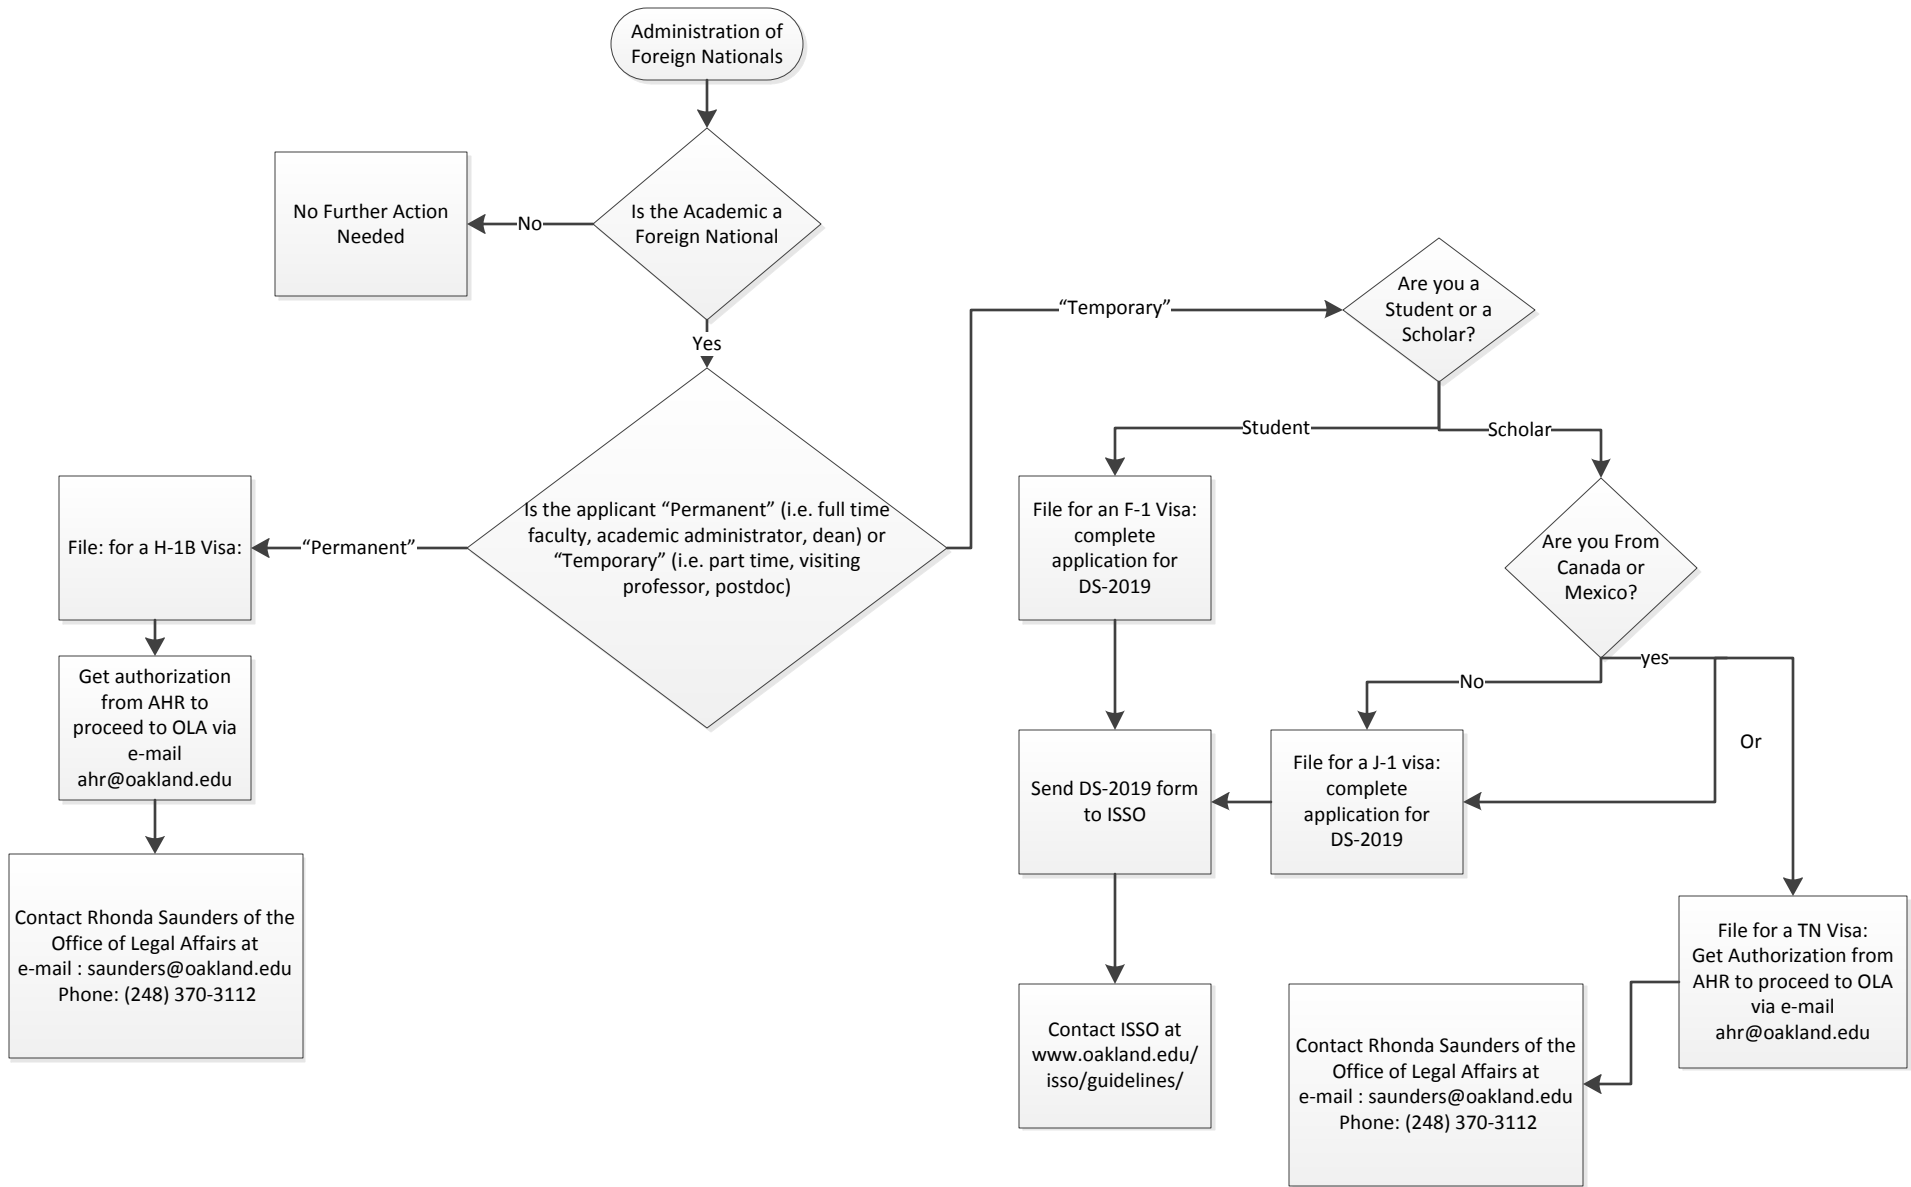 Administration of
Foreign Nationals
No Further Action
Needed
No
Is the Academic a
Foreign National
Yes
"Temporary"
Are you a
Student or a
Scholar?
Student
Scholar
File: for a H-1B Visa:
"Permanent"
Is the applicant “Permanent” (i.e. full time
faculty, academic administrator, dean) or
“Temporary” (i.e. part time, visiting
professor, postdoc)
File for an F-1 Visa:
complete
application for
DS-2019
Are you From
Canada or
Mexico?
yes
No
Or
Get authorization
from AHR to
proceed to OLA via
e-mail
ahr@oakland.edu
Send DS-2019 form
to ISSO
File for a J-1 visa:
complete
application for
DS-2019
Contact Rhonda Saunders of the
Office of Legal Affairs at
e-mail : saunders@oakland.edu
Phone: (248) 370-3112
File for a TN Visa:
Get Authorization from
AHR to proceed to OLA
via e-mail
ahr@oakland.edu
Contact ISSO at
www.oakland.edu/
isso/guidelines/
Contact Rhonda Saunders of the
Office of Legal Affairs at
e-mail : saunders@oakland.edu
Phone: (248) 370-3112